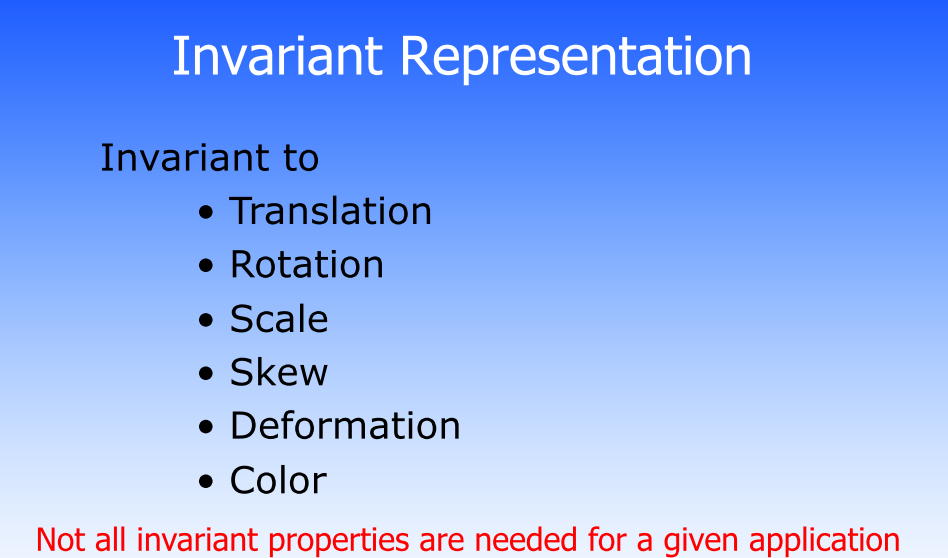 Invariant Representation
Invariant to
• Translation
• Rotation
• Scale
• Skew
• Deformation
• Color
Not all invariant properties are needed for a given application